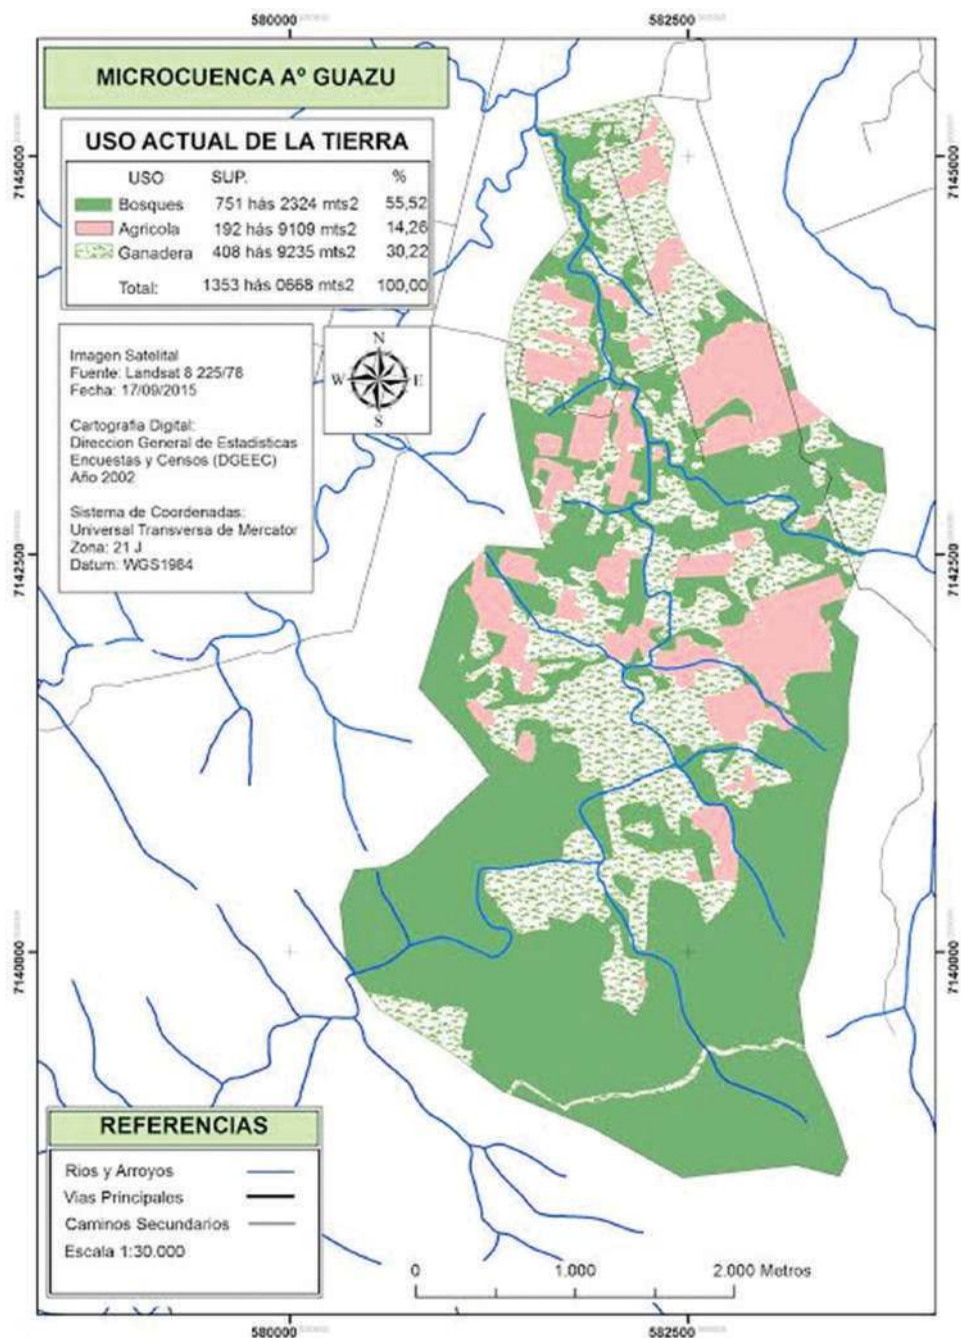 580000
582500
MICROCUENCA Aº GUAZU
USO ACTUAL DE LA TIERRA
USO SUP. %
Bosques 751 hás 2324 mts2 55,52
Agricola 192 hás 9109 mts2 14,26
Ganadera 408 hás 9235 mts2 30,22
Total: 1353 hás 0668 mts2 100,00
7145000
7145000
Imagen Satelital
Fuente: Landsat 8 225/78
Fecha: 17/09/2015
Cartografia Digital:
Direccion General de Estadisticas
Encuestas y Censos (DGEEC)
Año 2002
Sistema de Coordenadas:
Universal Transversa de Mercator
Zona: 21 J
Datum: WGS1984
N
W E
S
7142500
7142500
7140000
7140000
REFERENCIAS
Rios y Arroyos
Vias Principales
Caminos Secundarios
Escala 1:30.000
0 1.000 2.000 Metros
580000
582500